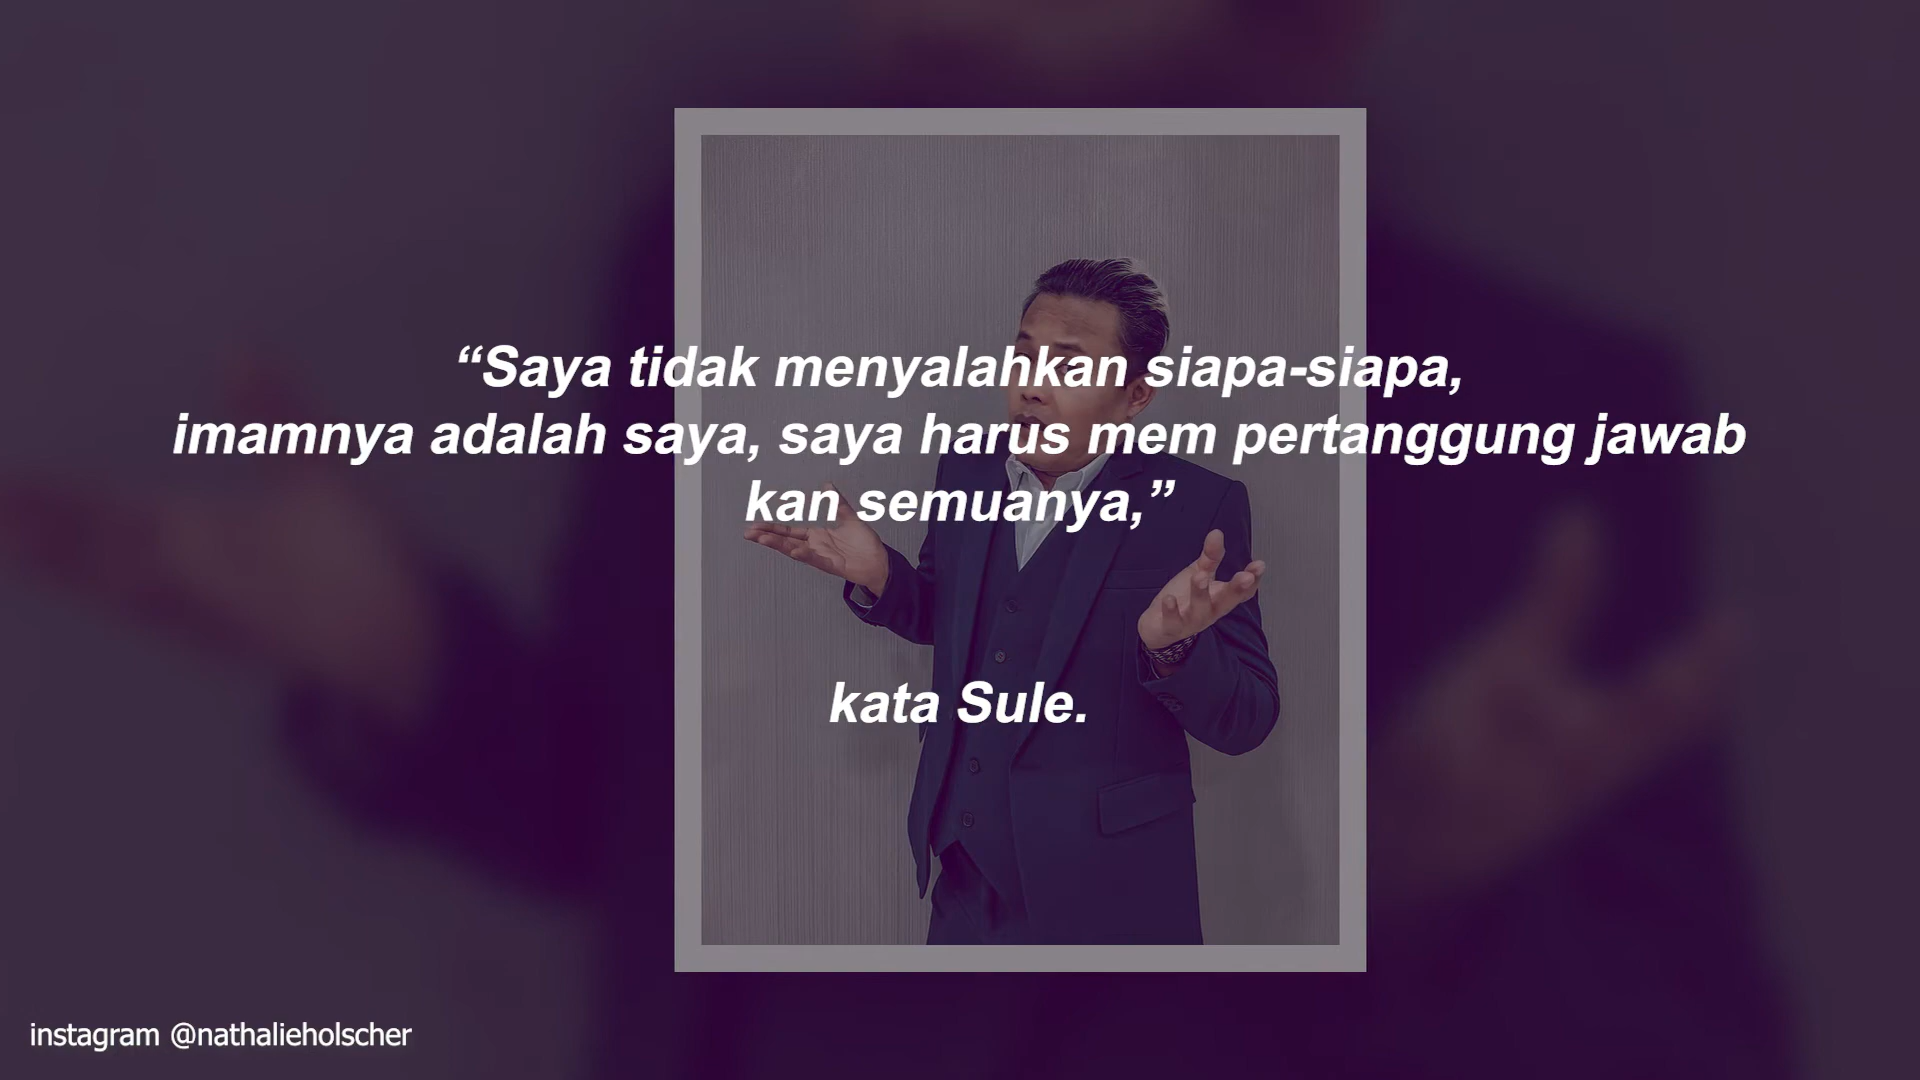 “Saya tidak menyalahkan siapa-siapa,
imamnya adalah saya, saya harus mem pertanggung jawab
kan semuanya,”
kata Sule.
instagram @nathalieholscher